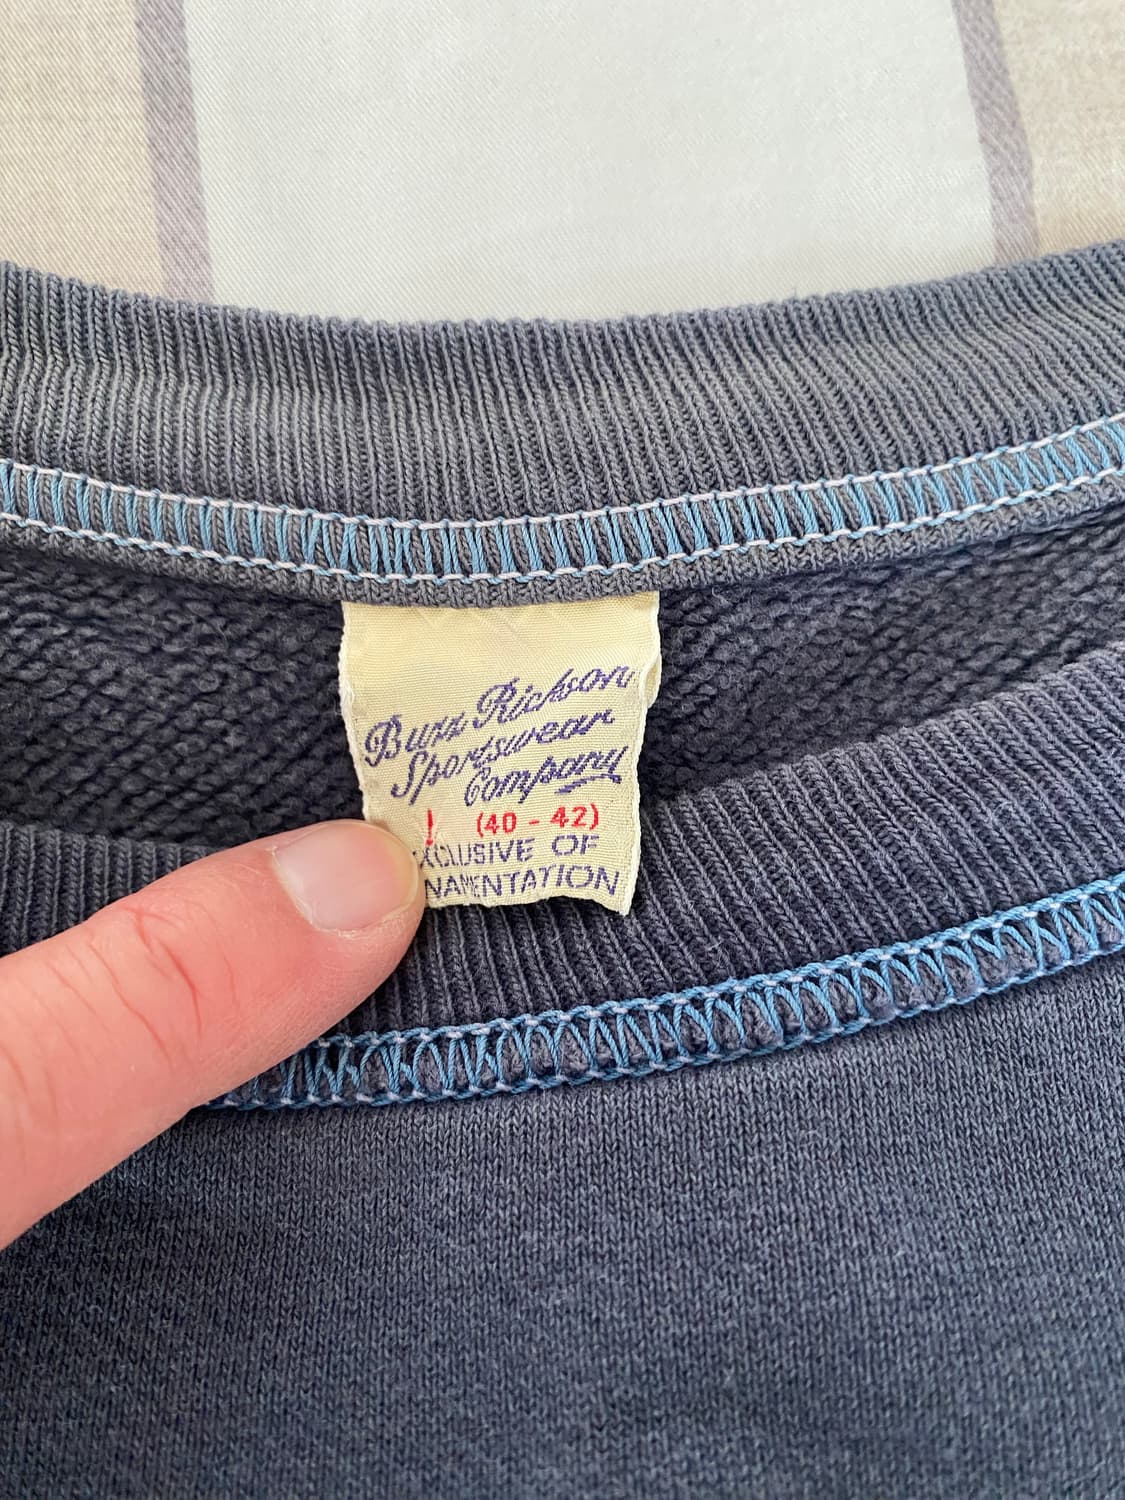 Buzz Rickson
Sportswear
Company
(40 - 42)
XCLUSIVE OF
NAMENTATION